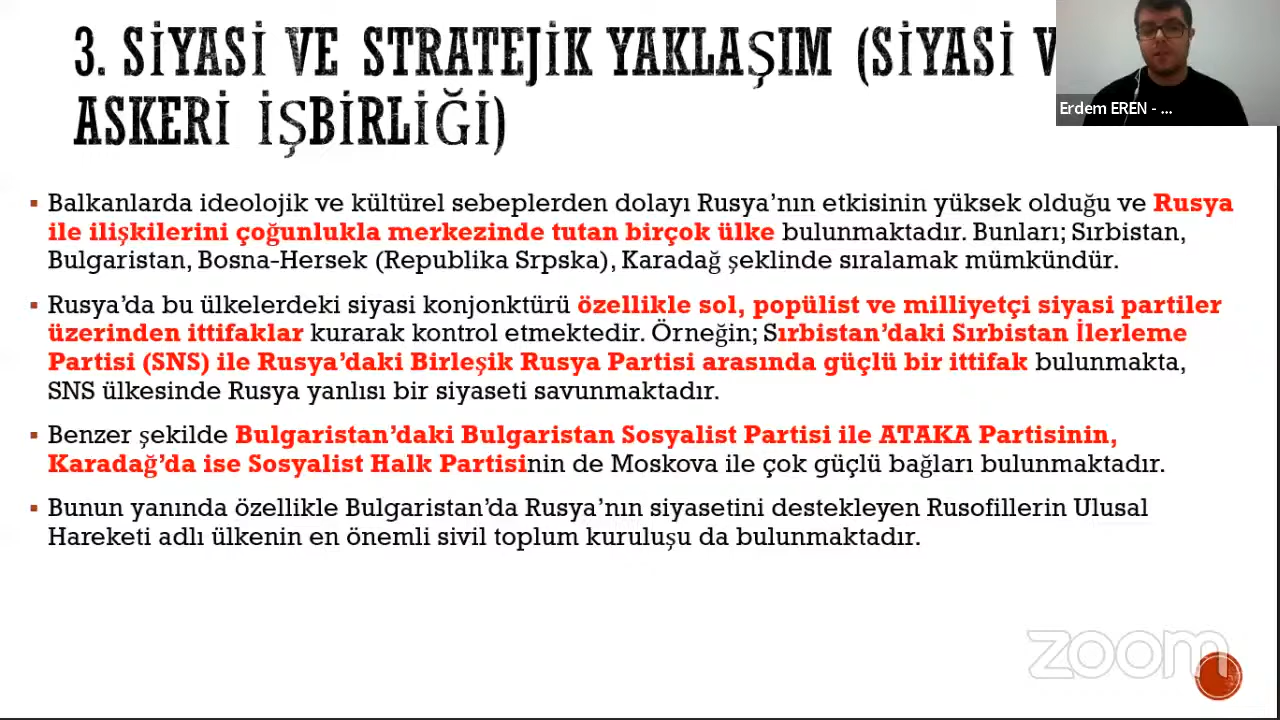 3. SİYASİ VE STRATEJİK YAKLAŞIM (SİYASİ V
ASKERİ İŞBİRLİĞİ)
Erdem EREN - ...
▪ Balkanlarda ideolojik ve kültürel sebeplerden dolayı Rusya’nın etkisinin yüksek olduğu ve Rusya
ile ilişkilerini çoğunlukla merkezinde tutan birçok ülke bulunmaktadır. Bunları; Sırbistan,
Bulgaristan, Bosna-Hersek (Republika Srpska), Karadağ şeklinde sıralamak mümkündür.
▪ Rusya’da bu ülkelerdeki siyasi konjonktürü özellikle sol, popülist ve milliyetçi siyasi partiler
üzerinden ittifaklar kurarak kontrol etmektedir. Örneğin; Sırbistan’daki Sırbistan İlerleme
Partisi (SNS) ile Rusya’daki Birleşik Rusya Partisi arasında güçlü bir ittifak bulunmakta,
SNS ülkesinde Rusya yanlısı bir siyaseti savunmaktadır.
▪ Benzer şekilde Bulgaristan’daki Bulgaristan Sosyalist Partisi ile ATAKA Partisinin,
Karadağ’da ise Sosyalist Halk Partisinin de Moskova ile çok güçlü bağları bulunmaktadır.
▪ Bunun yanında özellikle Bulgaristan’da Rusya’nın siyasetini destekleyen Rusofillerin Ulusal
Hareketi adlı ülkenin en önemli sivil toplum kuruluşu da bulunmaktadır.
zoom